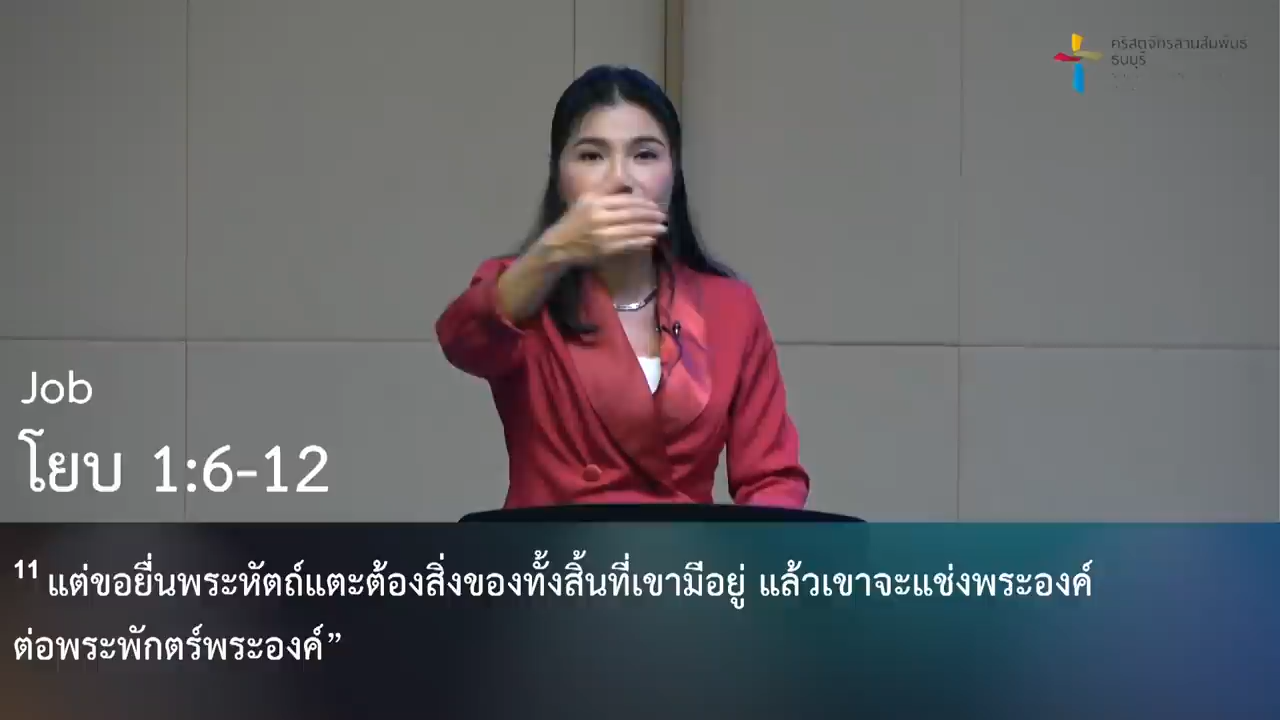 คริสตจักรสานสัมพันธ์
ธนบุรี
Job
โยบ 1:6-12
11 แต่ขอยื่นพระหัตถ์แตะต้องสิ่งของทั้งสิ้นที่เขามีอยู่ แล้วเขาจะแช่งพระองค์
ต่อพระพักตร์พระองค์”